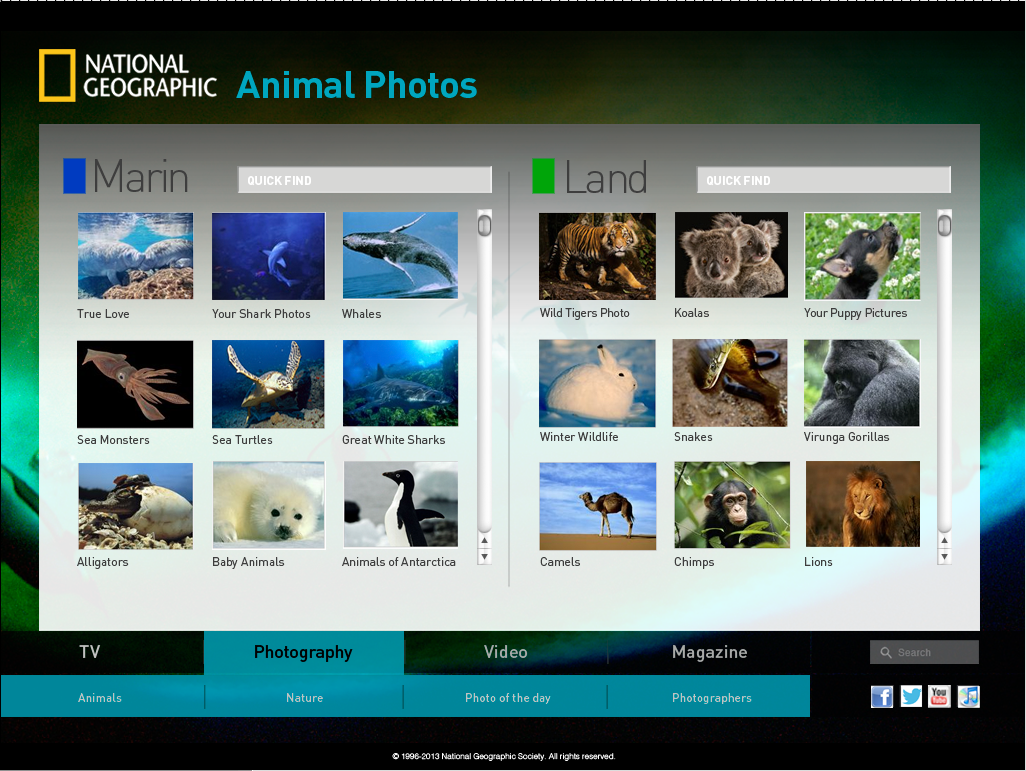 NATIONAL
GEOGRAPHIC
Animal Photos
Marin
QUICK FIND
True Love
Your Shark Photos
Whales
Sea Monsters
Sea Turtles
Great White Sharks
Alligators
Baby Animals
Animals of Antarctica
Land
QUICK FIND
Wild Tigers Photo
Koalas
Your Puppy Pictures
Winter Wildlife
Snakes
Virunga Gorillas
Camels
Chimps
Lions
TV
Photography
Video
Magazine
Search
Animals
Nature
Photo of the day
Photographers
f
You
Tube
© 1996-2013 National Geographic Society. All rights reserved.